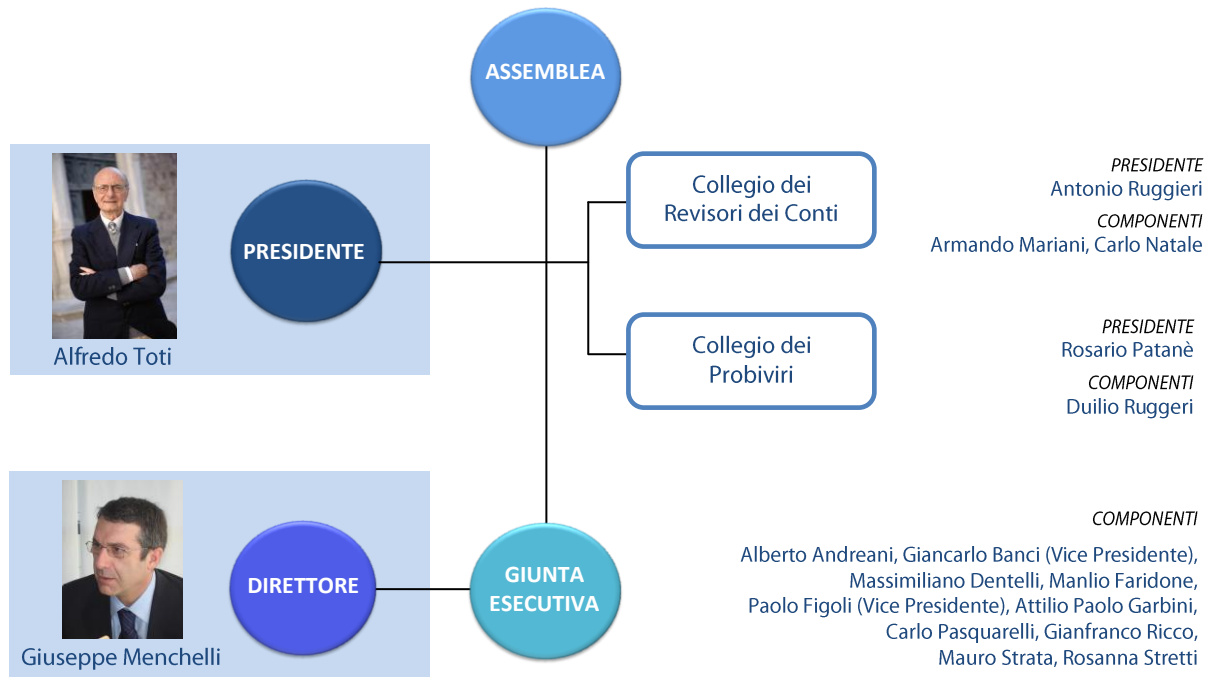 ASSEMBLEA
PRESIDENTE
Alfredo Toti
Collegio dei
Revisori dei Conti
PRESIDENTE
Antonio Ruggieri
COMPONENTI
Armando Mariani, Carlo Natale
Collegio dei
Probiviri
PRESIDENTE
Rosario Patanè
COMPONENTI
Duilio Ruggeri
DIRETTORE
Giuseppe Menchelli
GIUNTA
ESECUTIVA
COMPONENTI
Alberto Andreani, Giancarlo Banci (Vice Presidente),
Massimiliano Dentelli, Manlio Faridone,
Paolo Figoli (Vice Presidente), Attilio Paolo Garbini,
Carlo Pasquarelli, Gianfranco Ricco,
Mauro Strata, Rosanna Stretti